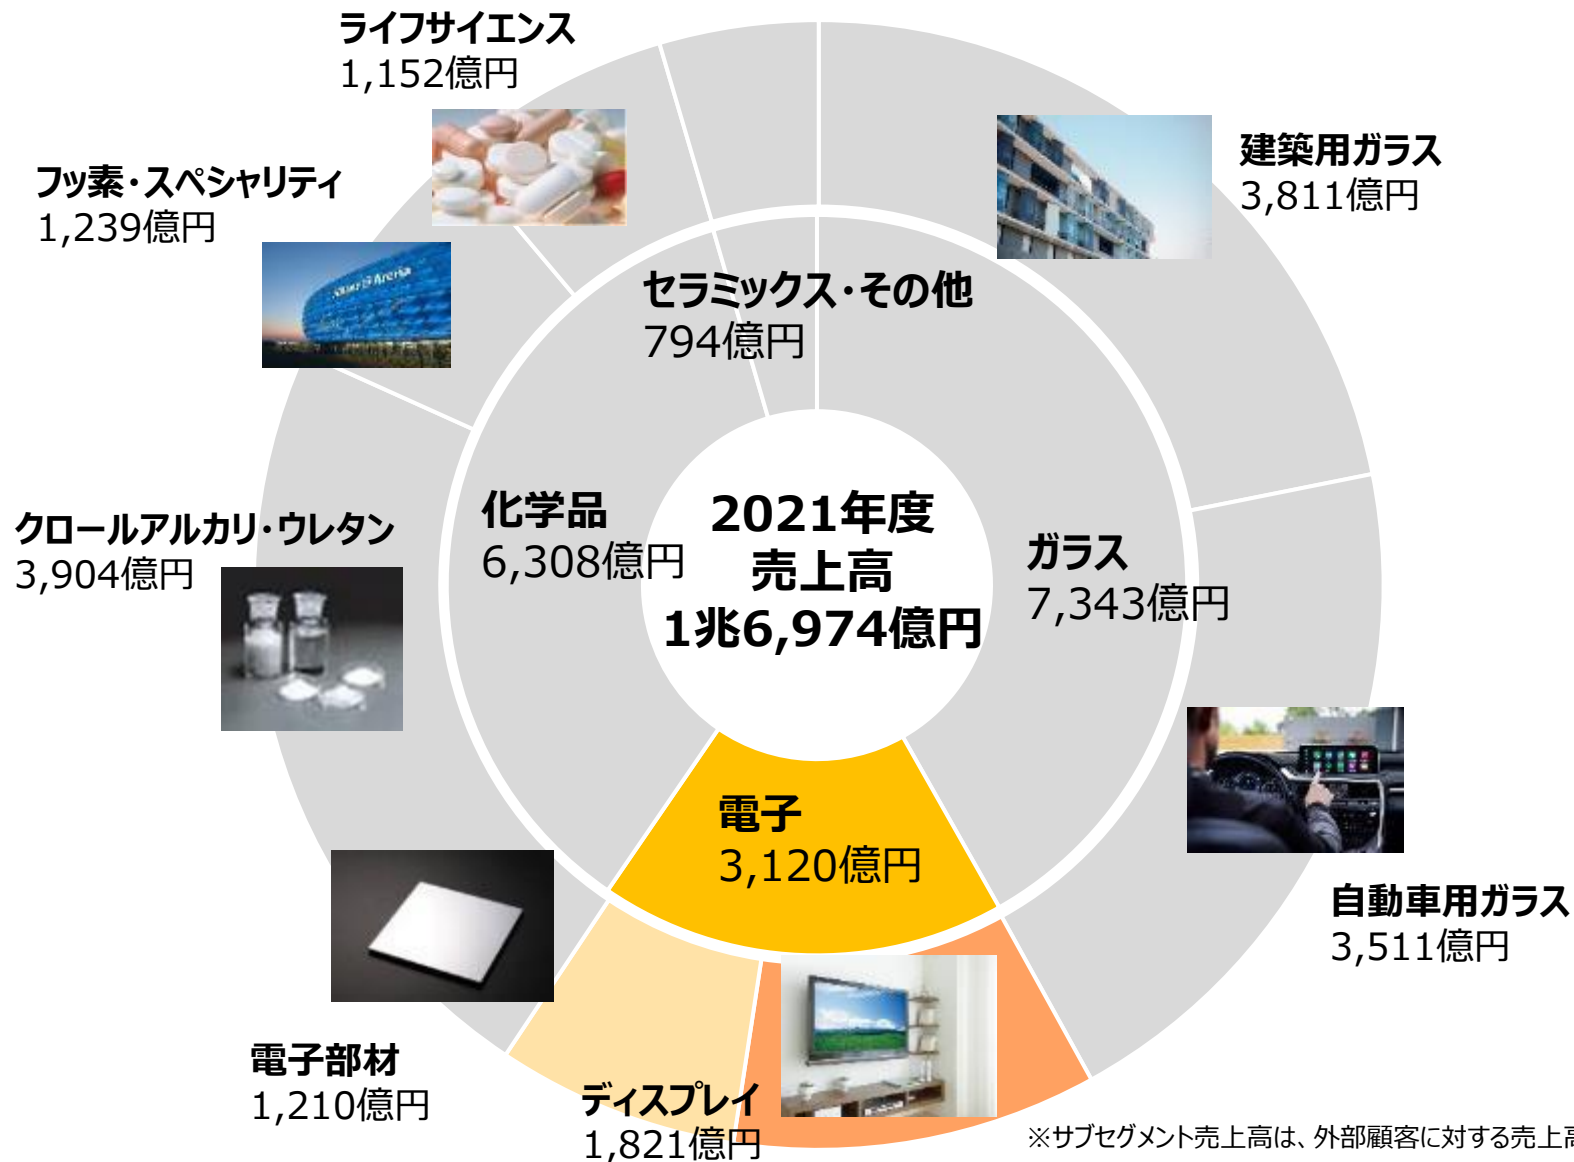 ライフサイエンス
1,152億円
フッ素・スペシャリティ
1,239億円
建築用ガラス
3,811億円
Allianz Arena
セラミックス・その他
794億円
化学品
6,308億円
2021年度
売上高
1兆6,974億円
ガラス
7,343億円
クロールアルカリ・ウレタン
3,904億円
電子
3,120億円
自動車用ガラス
3,511億円
電子部材
1,210億円
ディスプレイ
1,821億円
※サブセグメント売上高は、外部顧客に対する売上高